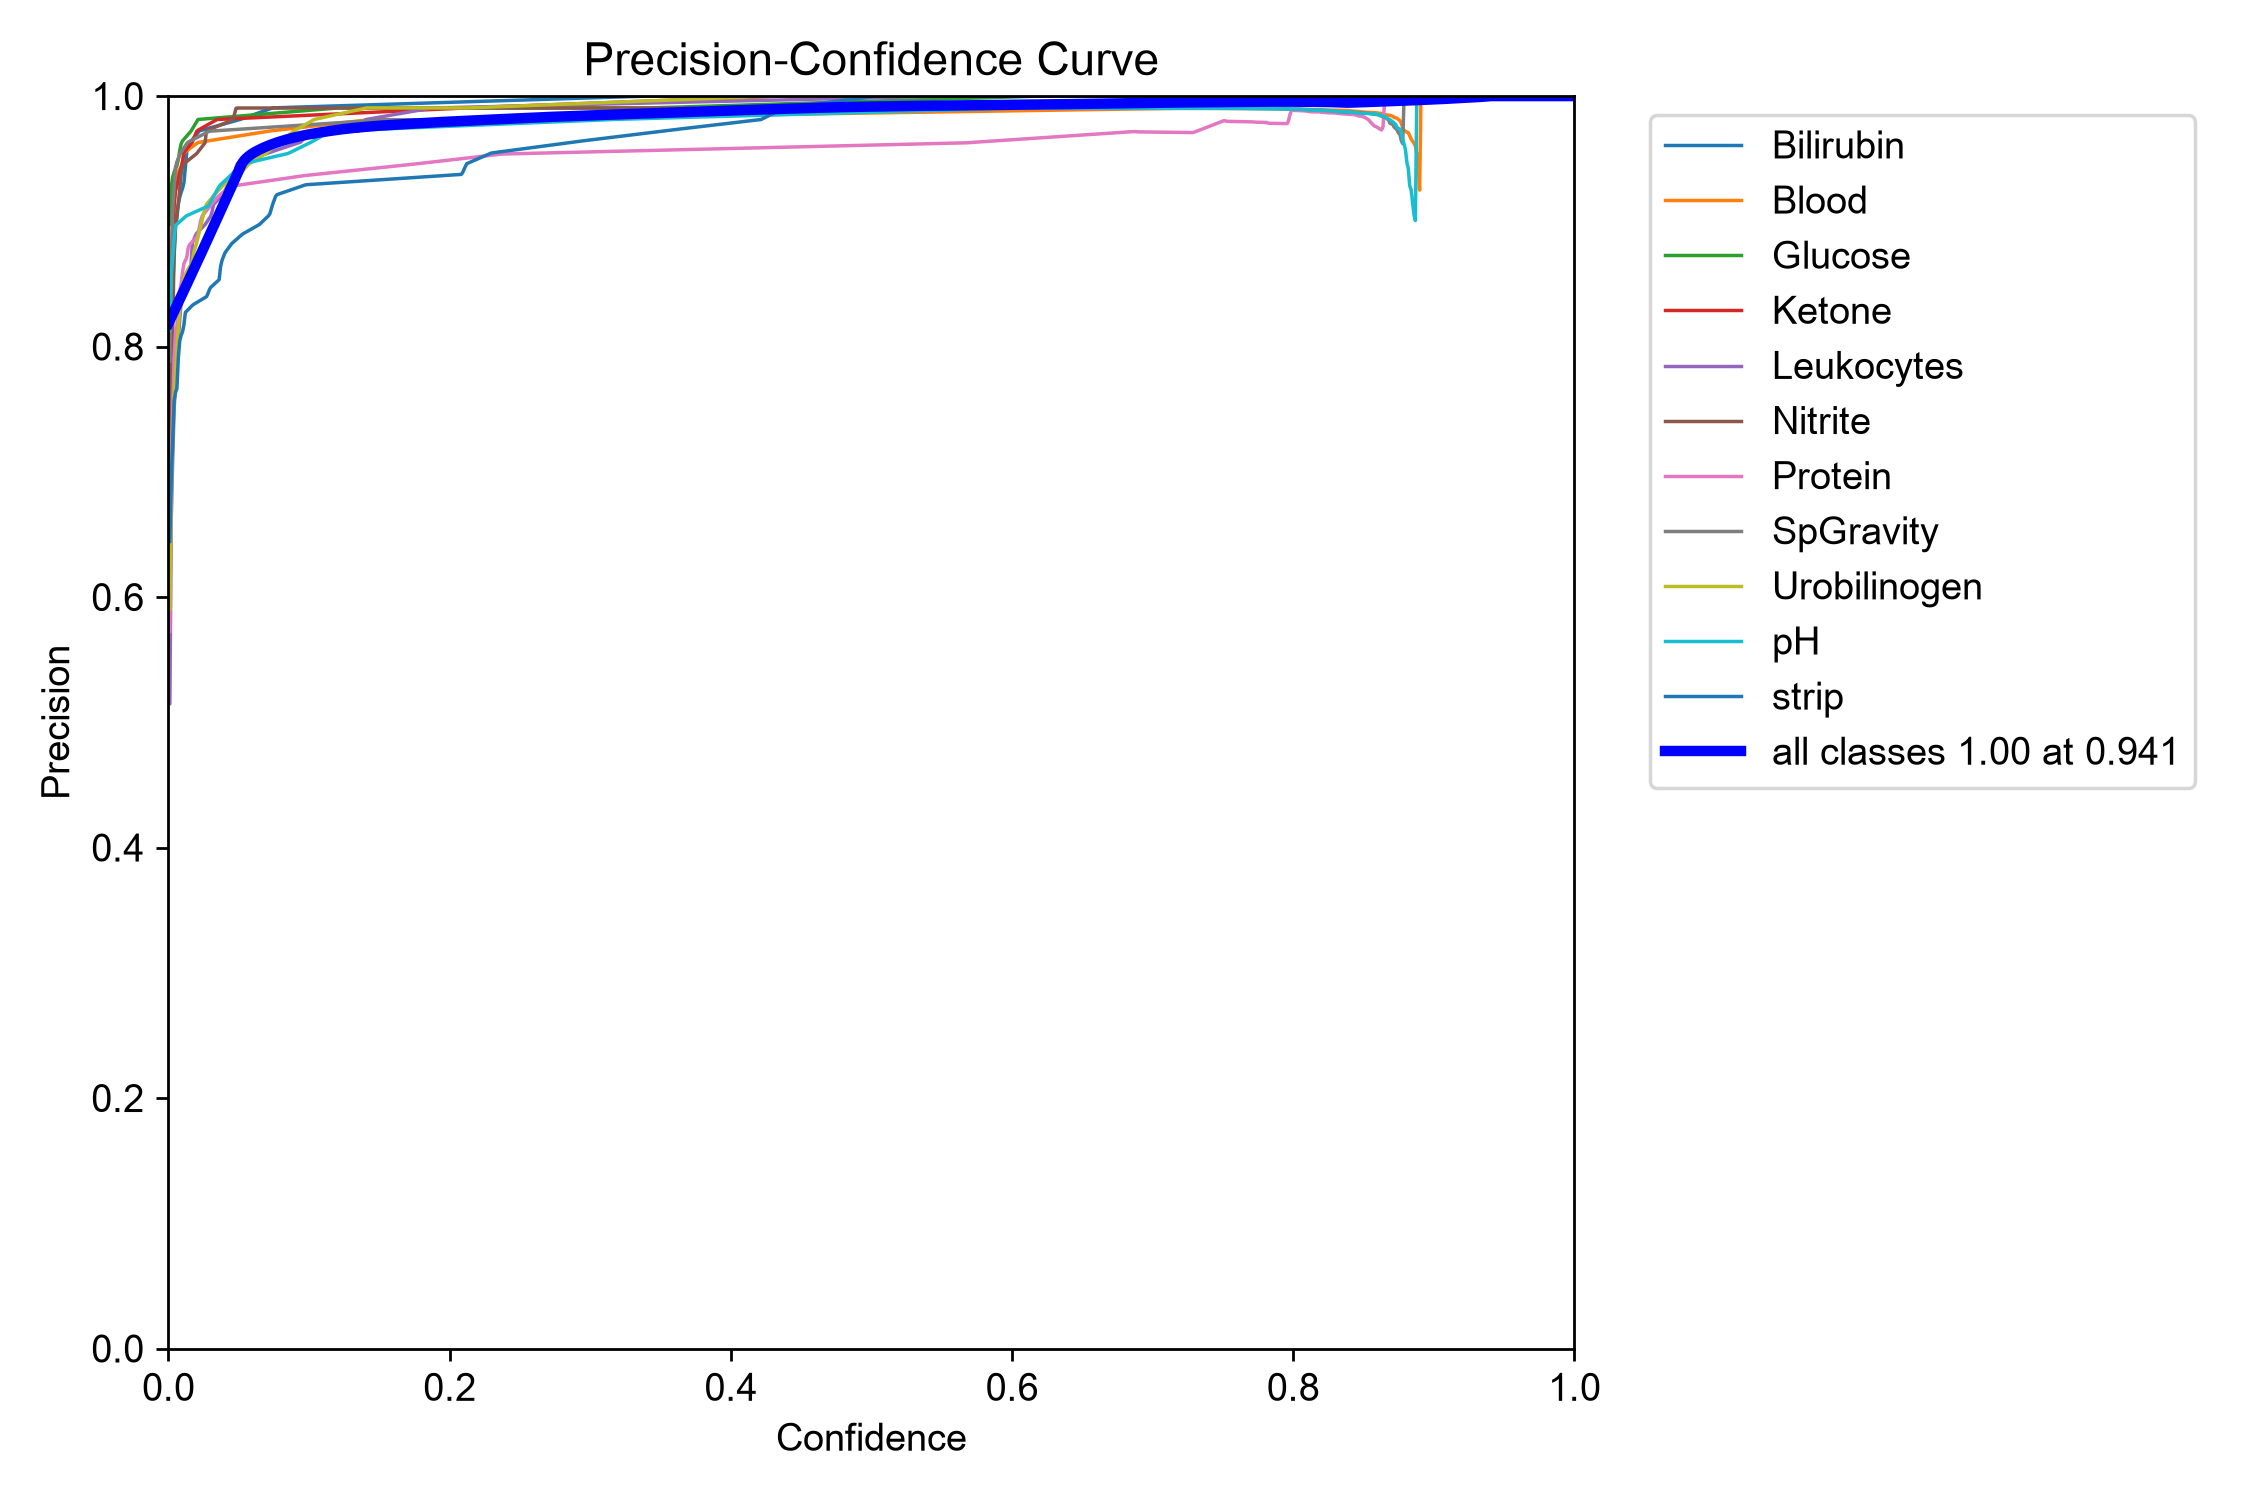 Precision-Confidence Curve
1.0
0.8
0.6
0.4
0.2
0.0
Precision
0.0 0.2 0.4 0.6 0.8 1.0
Confidence
Bilirubin
Blood
Glucose
Ketone
Leukocytes
Nitrite
Protein
SpGravity
Urobilinogen
pH
strip
all classes 1.00 at 0.941